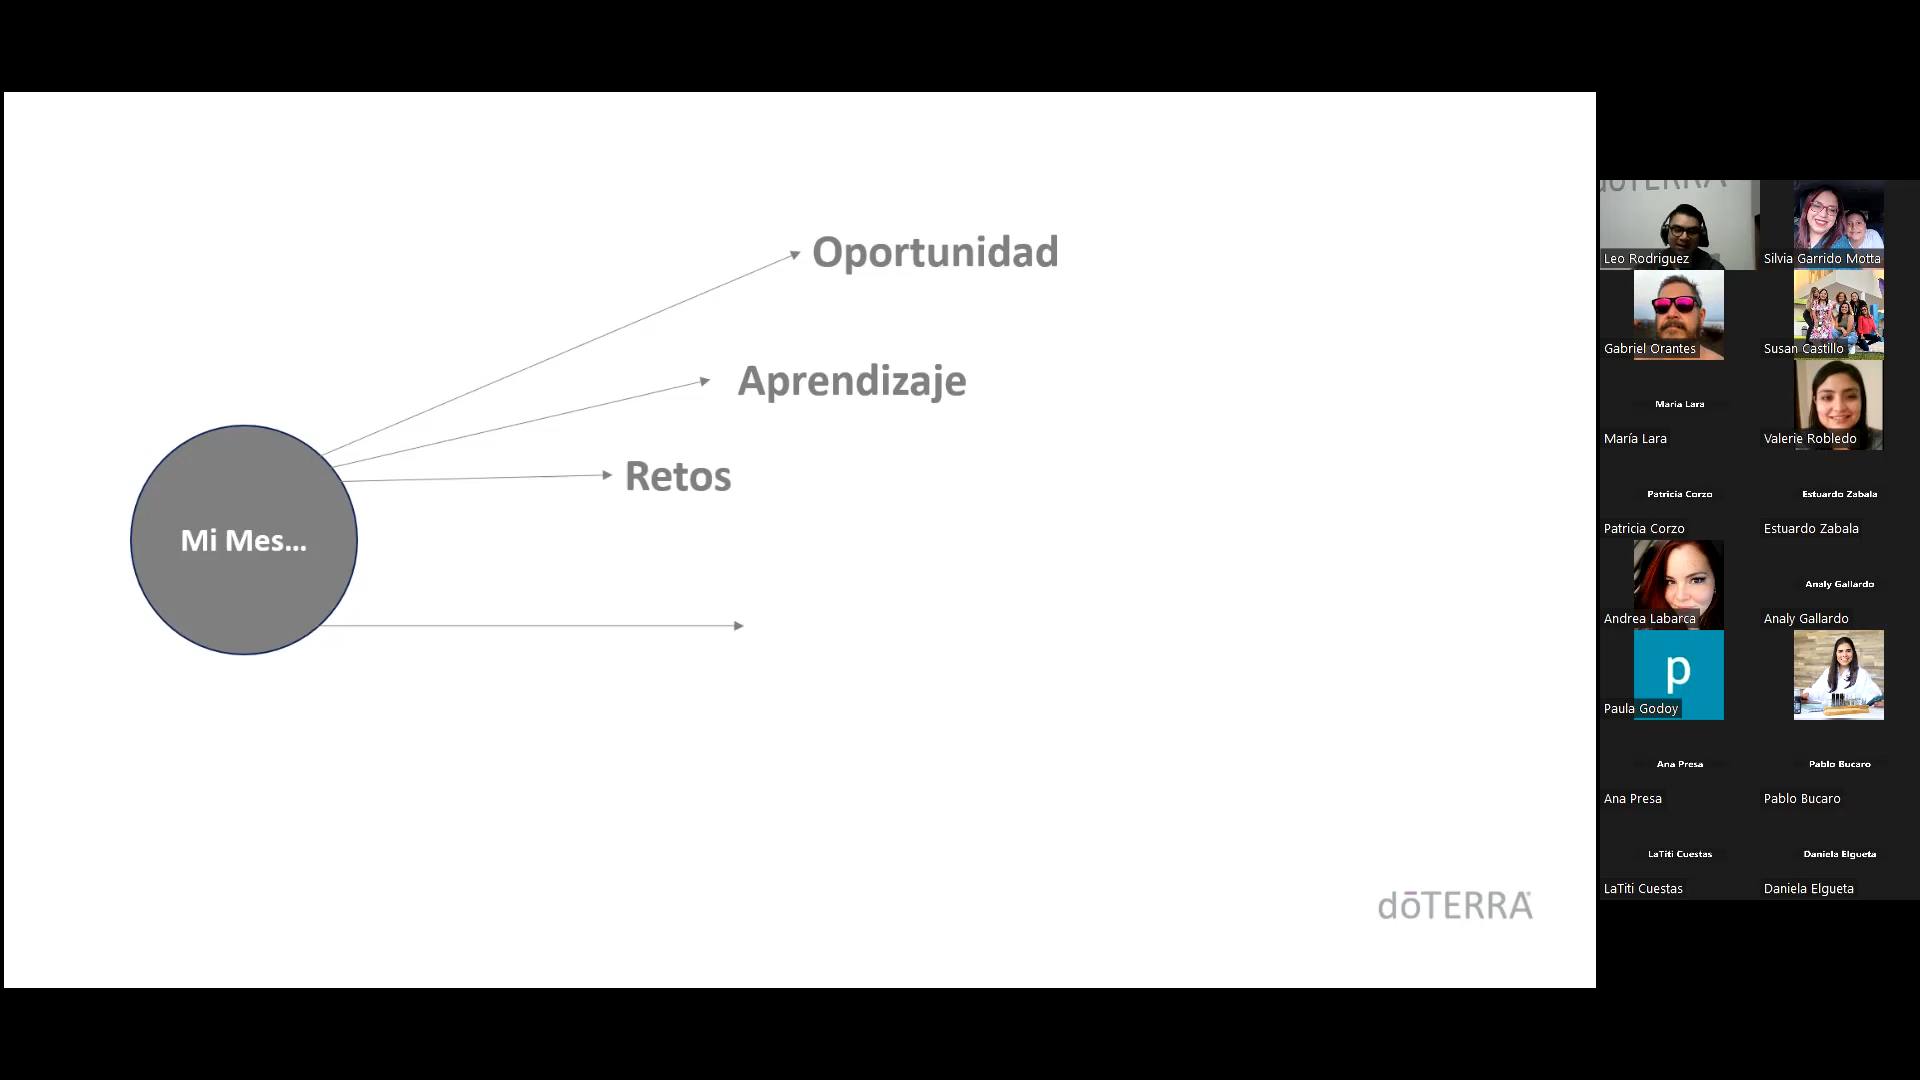 Oportunidad
Aprendizaje
Retos
Mi Mes...
dōTERRA
dōTERRA
Leo Rodriguez
Silvia Garrido Motta
Gabriel Orantes
Susan Castillo
Maria Lara
María Lara
Valerie Robledo
Patricia Corzo
Estuardo Zabala
Patricia Corzo
Estuardo Zabala
Andrea Labarca
Analy Gallardo
Analy Gallardo
p
Paula Godoy
Ana Presa
Pablo Bucaro
Ana Presa
Pablo Bucaro
LaTiti Cuestas
Daniela Elgueta
LaTiti Cuestas
Daniela Elgueta